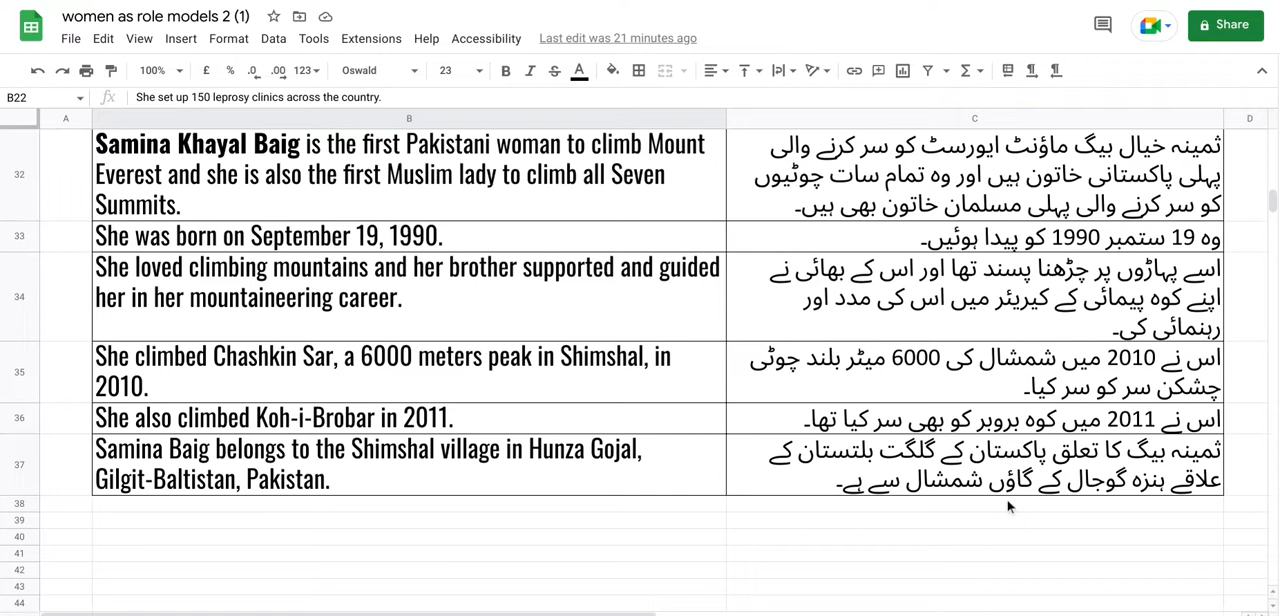 women as role models 2 (1)
File Edit View Insert Format Data Tools Extensions Help Accessibility Last edit was 21 minutes ago
Share
100% £ % .0 .00 123 Oswald 23 B I S A
B22 fx She set up 150 leprosy clinics across the country.
A B C D
32
Samina Khayal Baig is the first Pakistani woman to climb Mount
Everest and she is also the first Muslim lady to climb all Seven
Summits.
ثمینہ خیال بیگ ماؤنٹ ایورسٹ کو سر کرنے والی
پہلی پاکستانی خاتون ہیں اور وہ تمام سات چوٹیوں
کو سر کرنے والی پہلی مسلمان خاتون بھی ہیں۔
33
She was born on September 19, 1990.
وہ 19 ستمبر 1990 کو پیدا ہوئیں۔
34
She loved climbing mountains and her brother supported and guided
her in her mountaineering career.
اسے پہاڑوں پر چڑھنا پسند تھا اور اس کے بھائی نے
اپنے کوہ پیمائی کے کیریئر میں اس کی مدد اور
رہنمائی کی۔
35
She climbed Chashkin Sar, a 6000 meters peak in Shimshal, in
2010.
اس نے 2010 میں شمشال کی 6000 میٹر بلند چوٹی
چشکن سر کو سر کیا۔
36
She also climbed Koh-i-Brobar in 2011.
اس نے 2011 میں کوہ بروبر کو بھی سر کیا تھا۔
37
Samina Baig belongs to the Shimshal village in Hunza Gojal,
Gilgit-Baltistan, Pakistan.
ثمینہ بیگ کا تعلق پاکستان کے گلگت بلتستان کے
علاقے ہنزہ گوجال کے گاؤں شمشال سے ہے۔
38
39
40
41
42
43
44